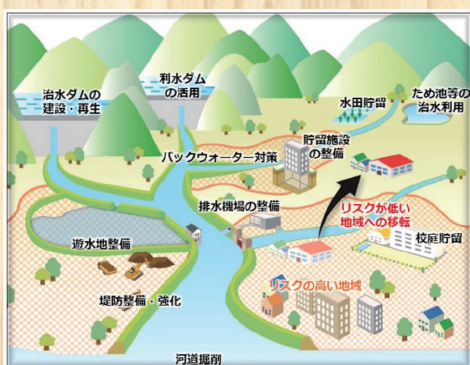 治水ダムの
建設・再生
利水ダム
の活用
水田貯留
ため池等の
治水利用
バックウォーター対策
貯留施設
の整備
排水機場の整備
リスクが低い
地域への移転
遊水地整備
校庭貯留
堤防整備・強化
リスクの高い地域
河道掘削